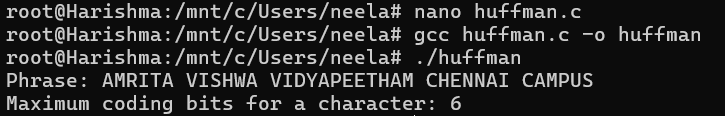 root@Harishma:/mnt/c/Users/neela# nano huffman.c
root@Harishma:/mnt/c/Users/neela# gcc huffman.c -o huffman
root@Harishma:/mnt/c/Users/neela# ./huffman
Phrase: AMRITA VISHWA VIDYAPEETHAM CHENNAI CAMPUS
Maximum coding bits for a character: 6